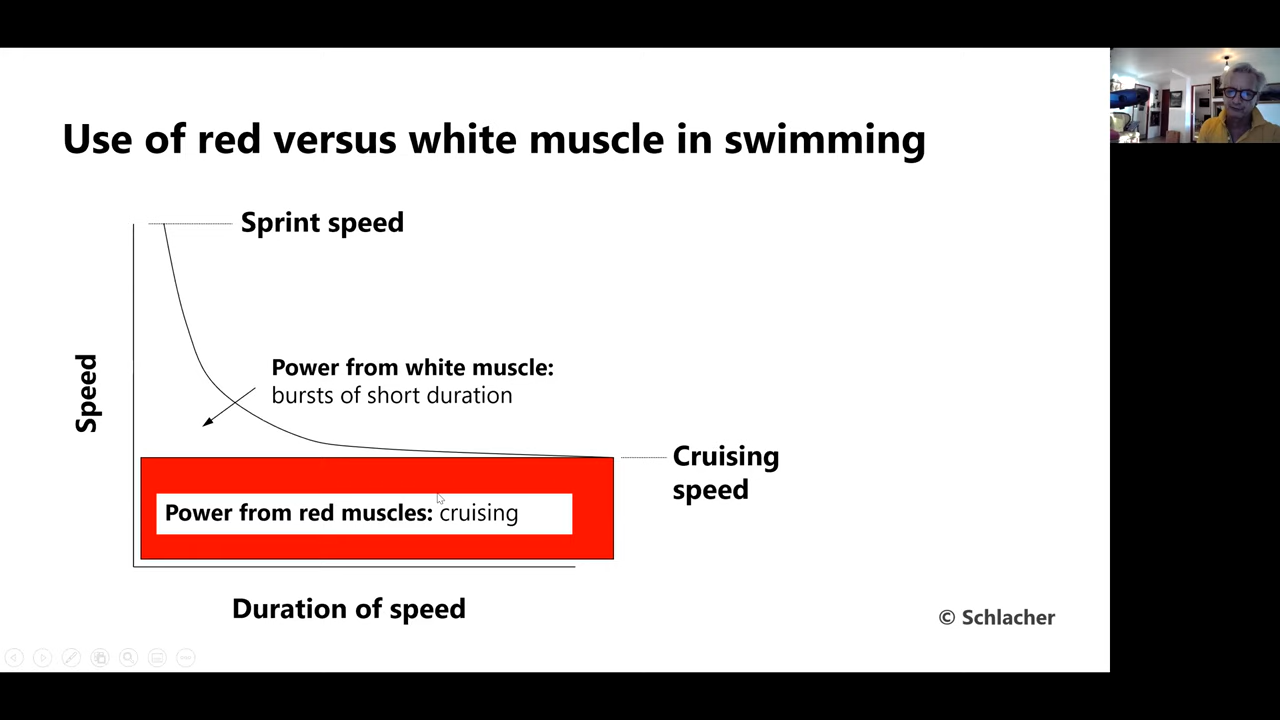 Use of red versus white muscle in swimming
Sprint speed
Speed
Power from white muscle:
bursts of short duration
Cruising
speed
Power from red muscles: cruising
Duration of speed
© Schlacher